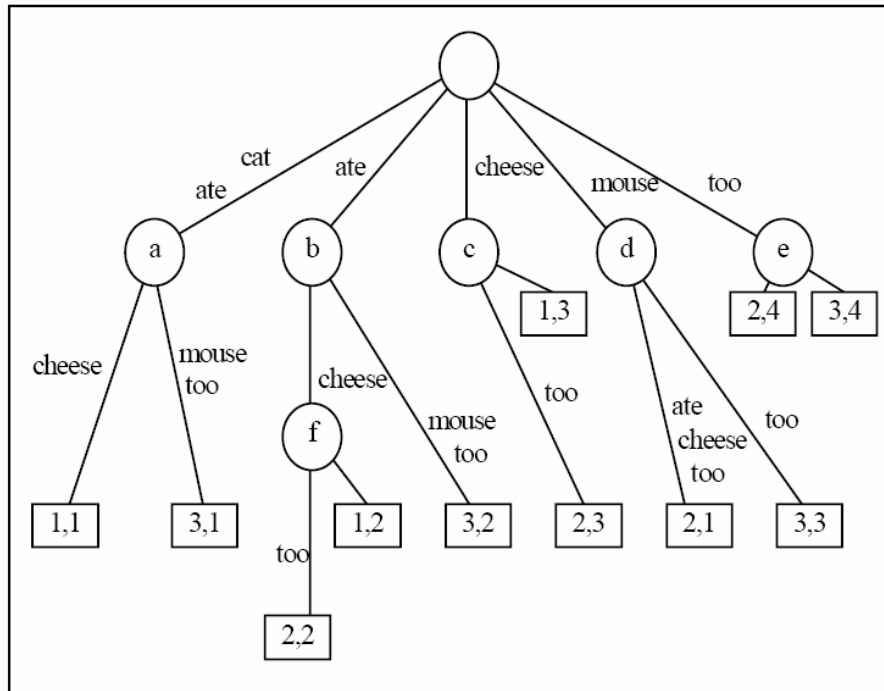 cat
ate
ate
cheese
mouse
too
a
b
c
d
e
1,3
2,4
3,4
cheese
mouse
too
cheese
mouse
too
too
ate
cheese
too
too
f
1,1
3,1
1,2
3,2
2,3
2,1
3,3
too
2,2